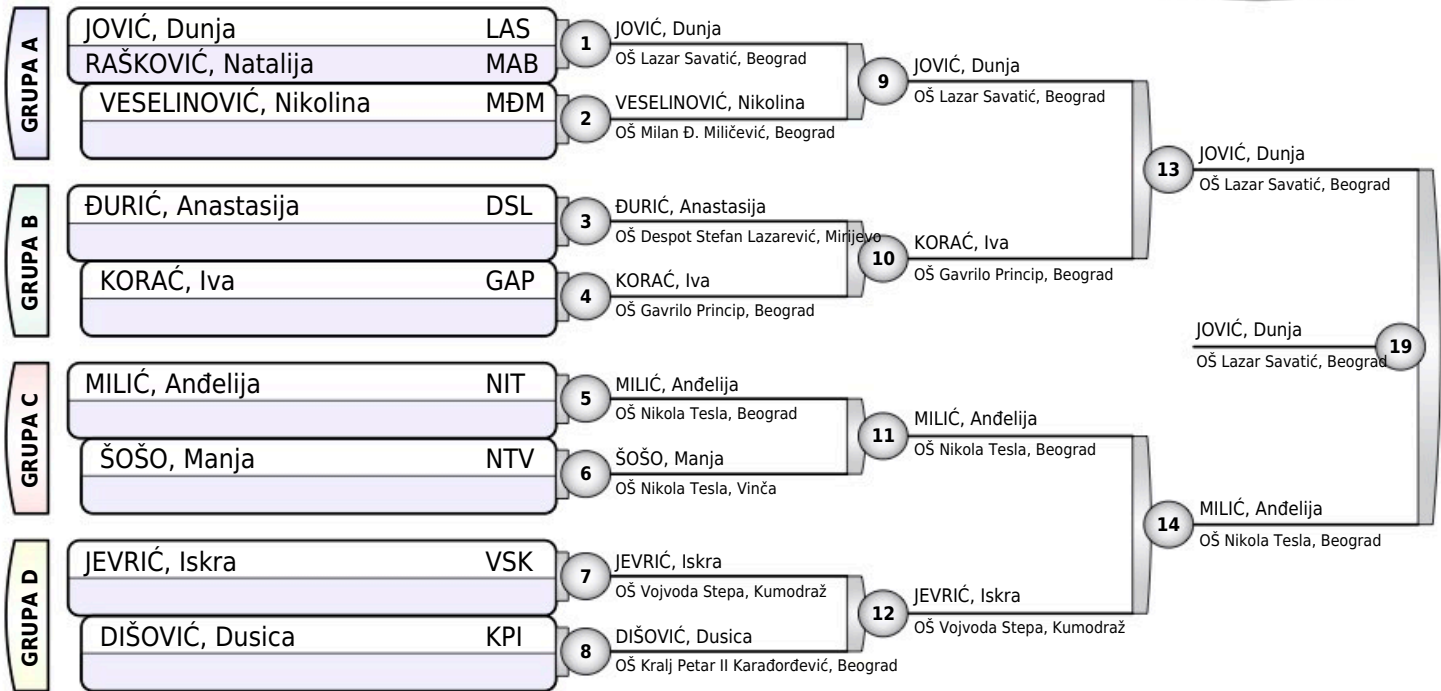 GRUPA A
JOVIĆ, Dunja LAS
RAŠKOVIĆ, Natalija MAB
VESELINOVIĆ, Nikolina MĐM
GRUPA B
ĐURIĆ, Anastasija DSL
KORAĆ, Iva GAP
GRUPA C
MILIĆ, Anđelija NIT
ŠOŠO, Manja NTV
GRUPA D
JEVRIĆ, Iskra VSK
DIŠOVIĆ, Dusica KPI
1
JOVIĆ, Dunja
OŠ Lazar Savatić, Beograd
2
VESELINOVIĆ, Nikolina
OŠ Milan Đ. Miličević, Beograd
3
ĐURIĆ, Anastasija
OŠ Despot Stefan Lazarević, Mirijevo
4
KORAĆ, Iva
OŠ Gavrilo Princip, Beograd
5
MILIĆ, Anđelija
OŠ Nikola Tesla, Beograd
6
ŠOŠO, Manja
OŠ Nikola Tesla, Vinča
7
JEVRIĆ, Iskra
OŠ Vojvoda Stepa, Kumodraž
8
DIŠOVIĆ, Dusica
OŠ Kralj Petar II Karađorđević, Beograd
9
JOVIĆ, Dunja
OŠ Lazar Savatić, Beograd
10
KORAĆ, Iva
OŠ Gavrilo Princip, Beograd
11
MILIĆ, Anđelija
OŠ Nikola Tesla, Beograd
12
JEVRIĆ, Iskra
OŠ Vojvoda Stepa, Kumodraž
13
JOVIĆ, Dunja
OŠ Lazar Savatić, Beograd
14
MILIĆ, Anđelija
OŠ Nikola Tesla, Beograd
JOVIĆ, Dunja
OŠ Lazar Savatić, Beograd
19